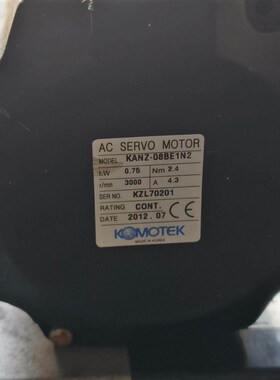 AC SERVO MOTOR
MODEL KANZ-08BE1N2
kW 0.75 Nm 2.4
r/min 3000 A 4.3
SER NO. KZL70201
RATING CONT.
DATE 2012.07 CE
KOMOTEK
MADE IN KOREA